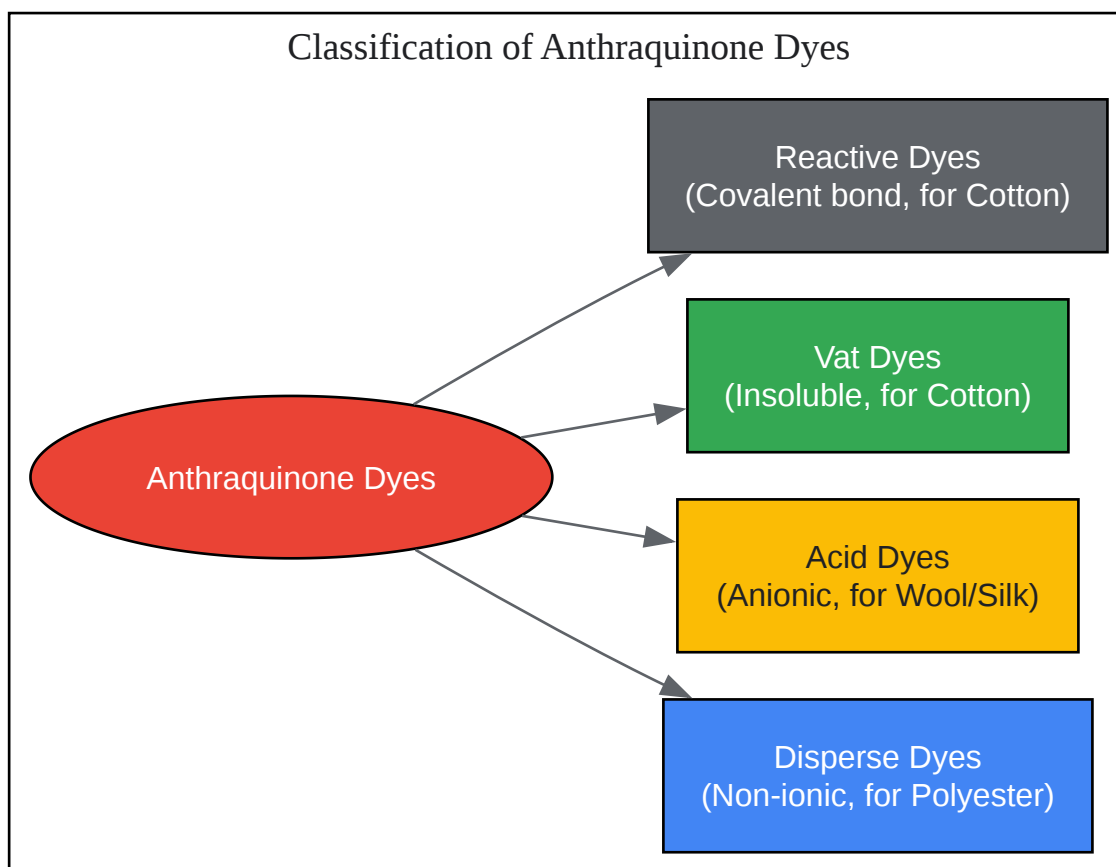 Classification of Anthraquinone Dyes
Reactive Dyes
(Covalent bond, for Cotton)
Vat Dyes
(Insoluble, for Cotton)
Anthraquinone Dyes
Acid Dyes
(Anionic, for Wool/Silk)
Disperse Dyes
(Non-ionic, for Polyester)